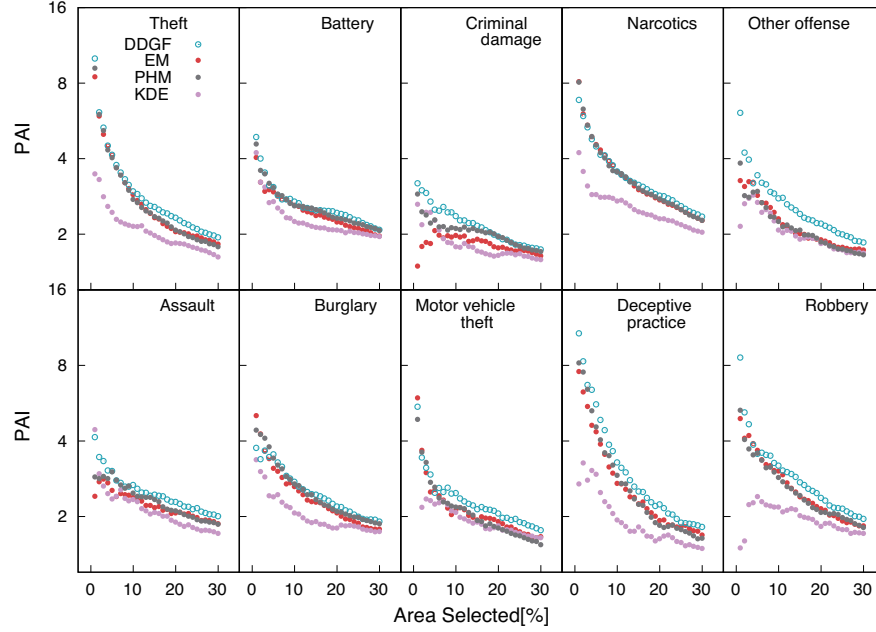 16
Theft
Battery
Criminal
damage
Narcotics
Other offense
DDGF
EM
PHM
KDE
8
PAI
4
2
16
Assault
Burglary
Motor vehicle
theft
Deceptive
practice
Robbery
8
PAI
4
2
0 10 20 30 0 10 20 30 0 10 20 30 0 10 20 30 0 10 20 30
Area Selected[%]